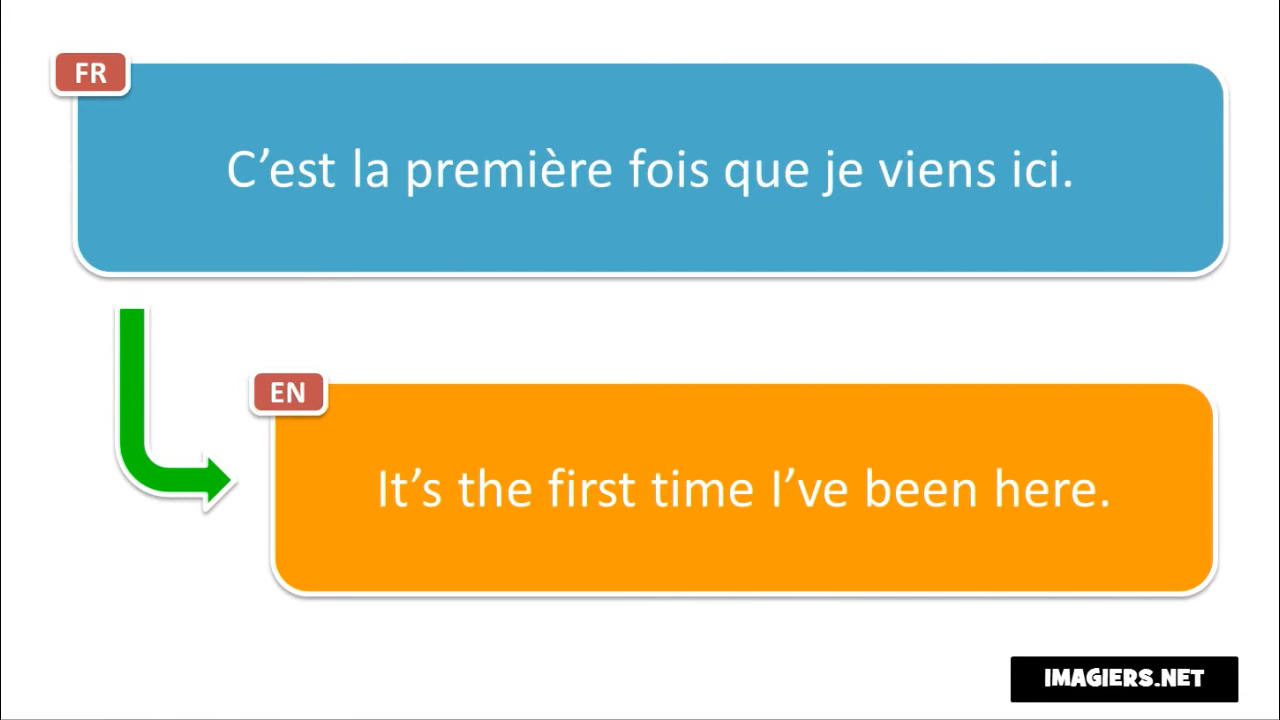 FR
C’est la première fois que je viens ici.
EN
It’s the first time I’ve been here.
IMAGIERS.NET